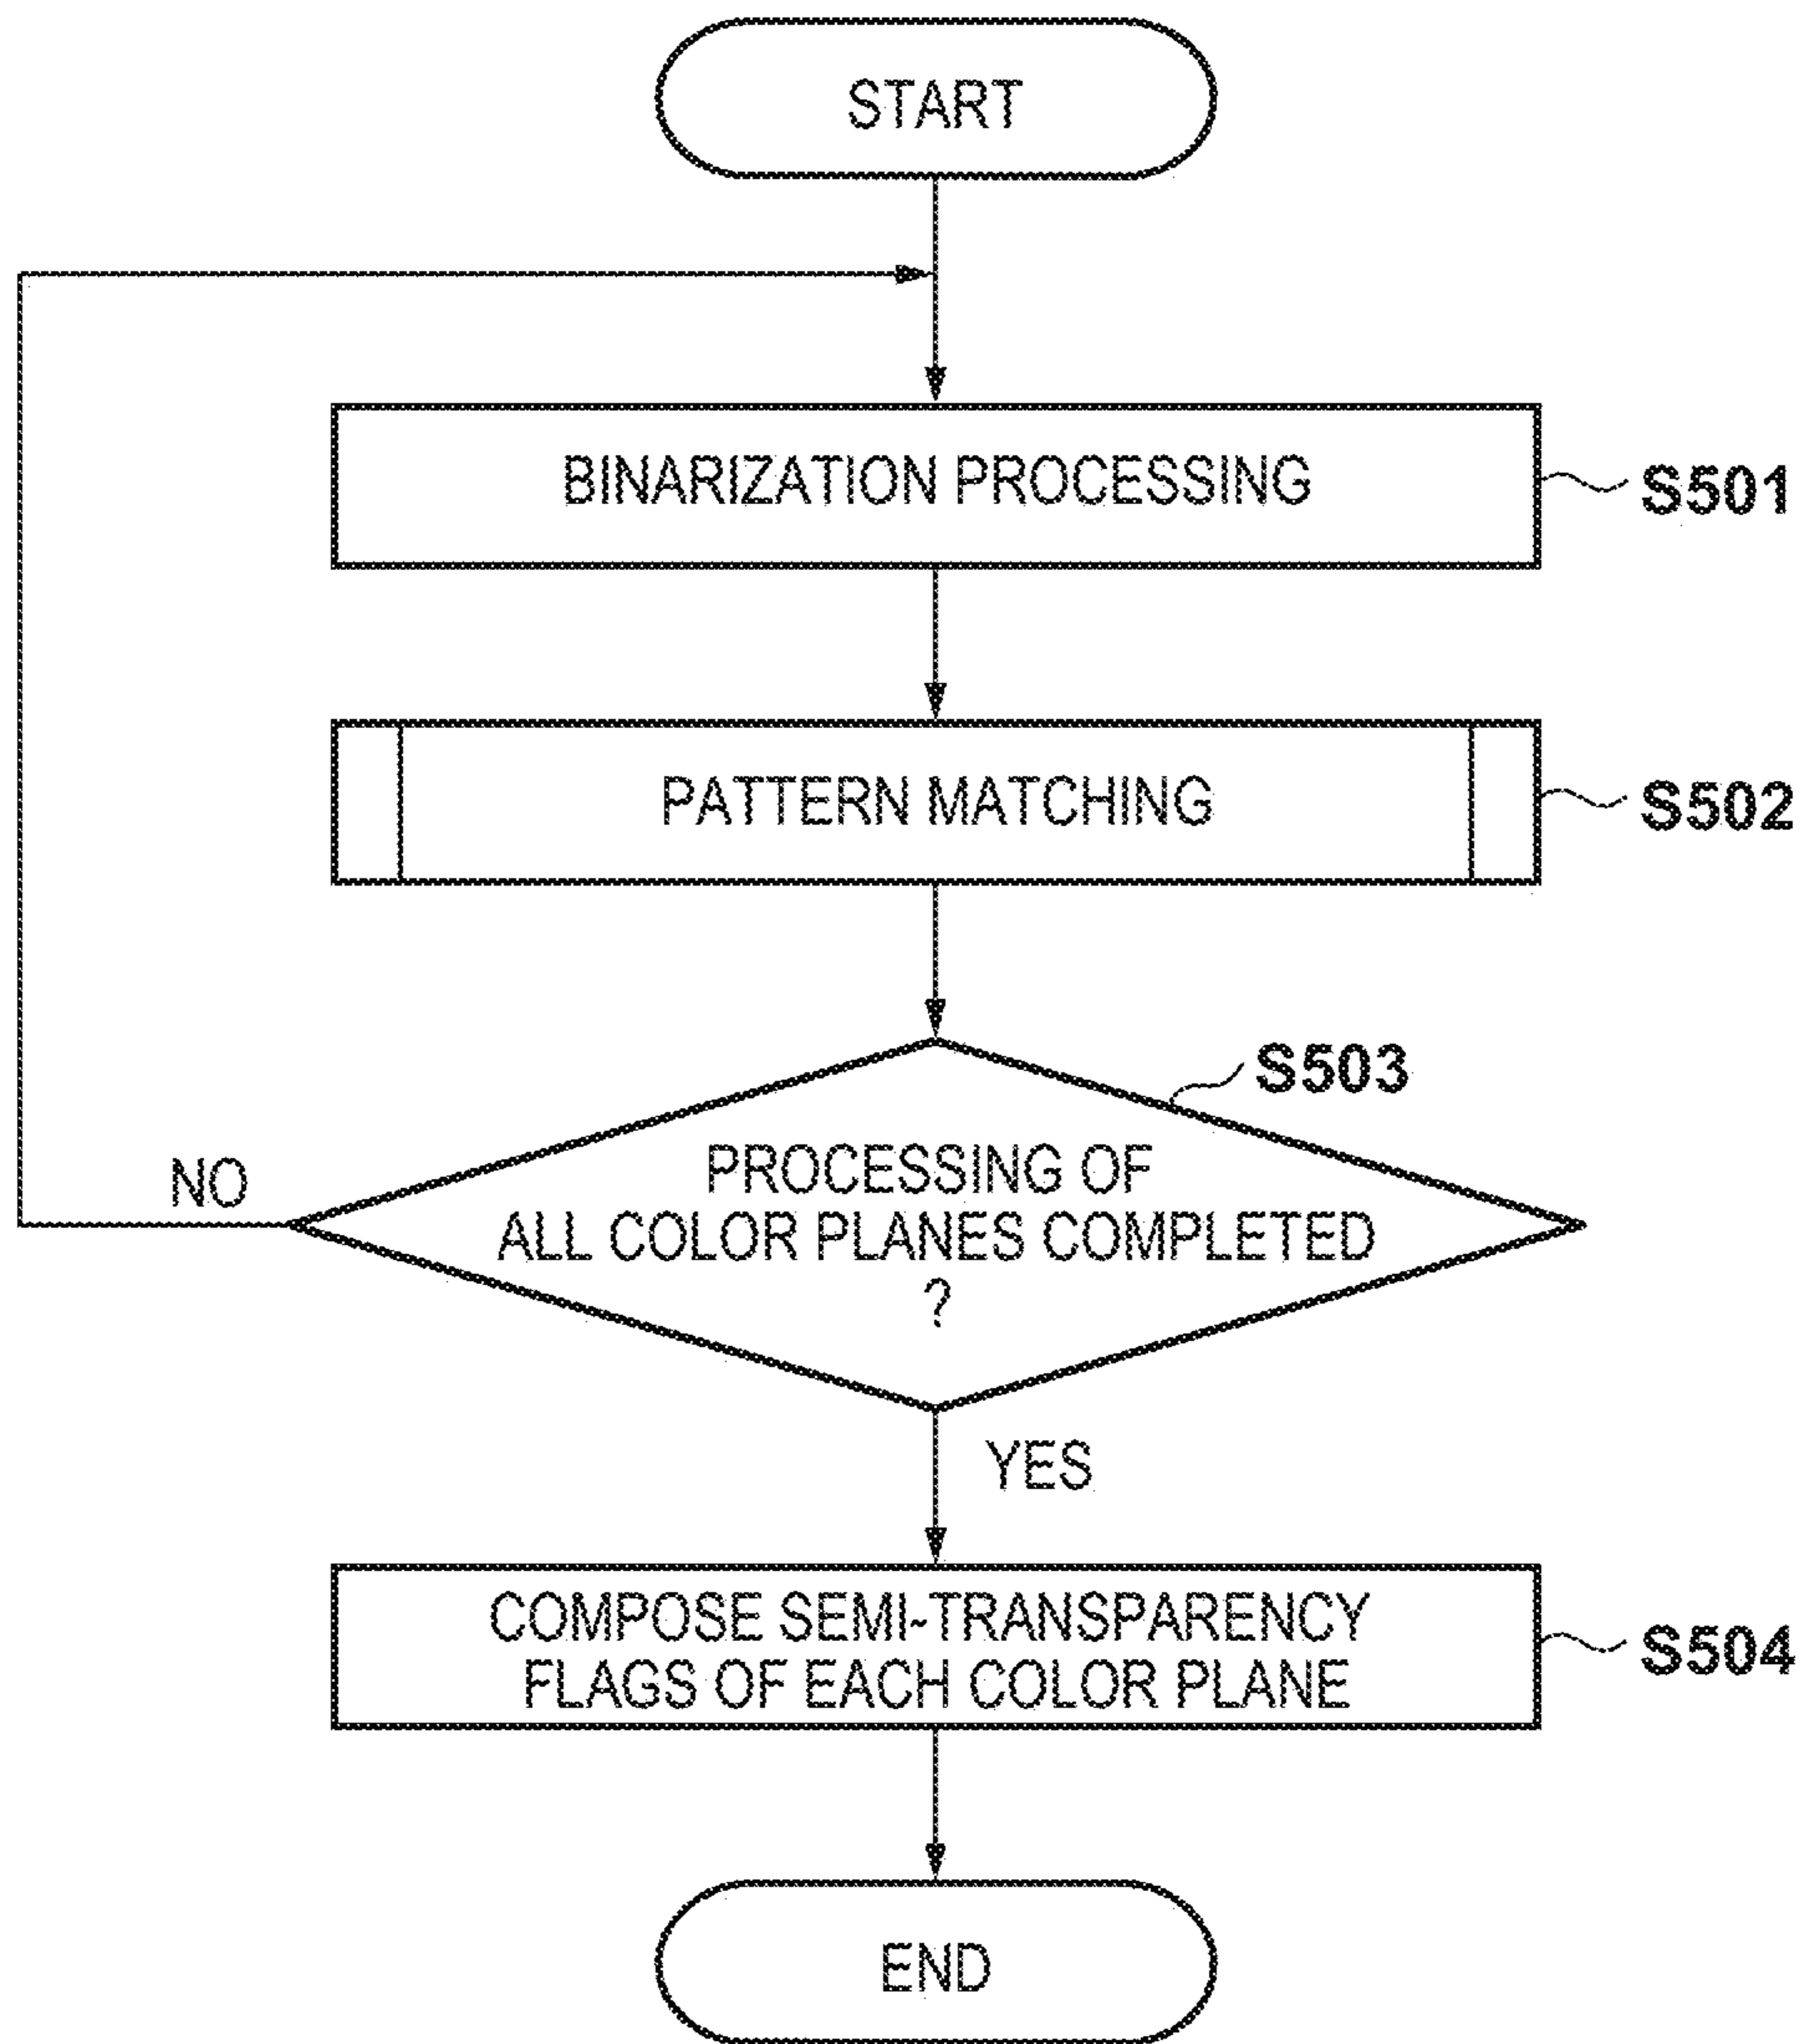 START
BINARIZATION PROCESSING
S501
PATTERN MATCHING
S502
S503
PROCESSING OF
ALL COLOR PLANES COMPLETED
?
NO
YES
COMPOSE SEMI-TRANSPARENCY
FLAGS OF EACH COLOR PLANE
S504
END